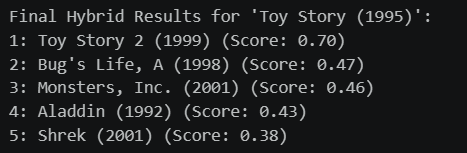 Final Hybrid Results for 'Toy Story (1995)':
1: Toy Story 2 (1999) (Score: 0.70)
2: Bug's Life, A (1998) (Score: 0.47)
3: Monsters, Inc. (2001) (Score: 0.46)
4: Aladdin (1992) (Score: 0.43)
5: Shrek (2001) (Score: 0.38)